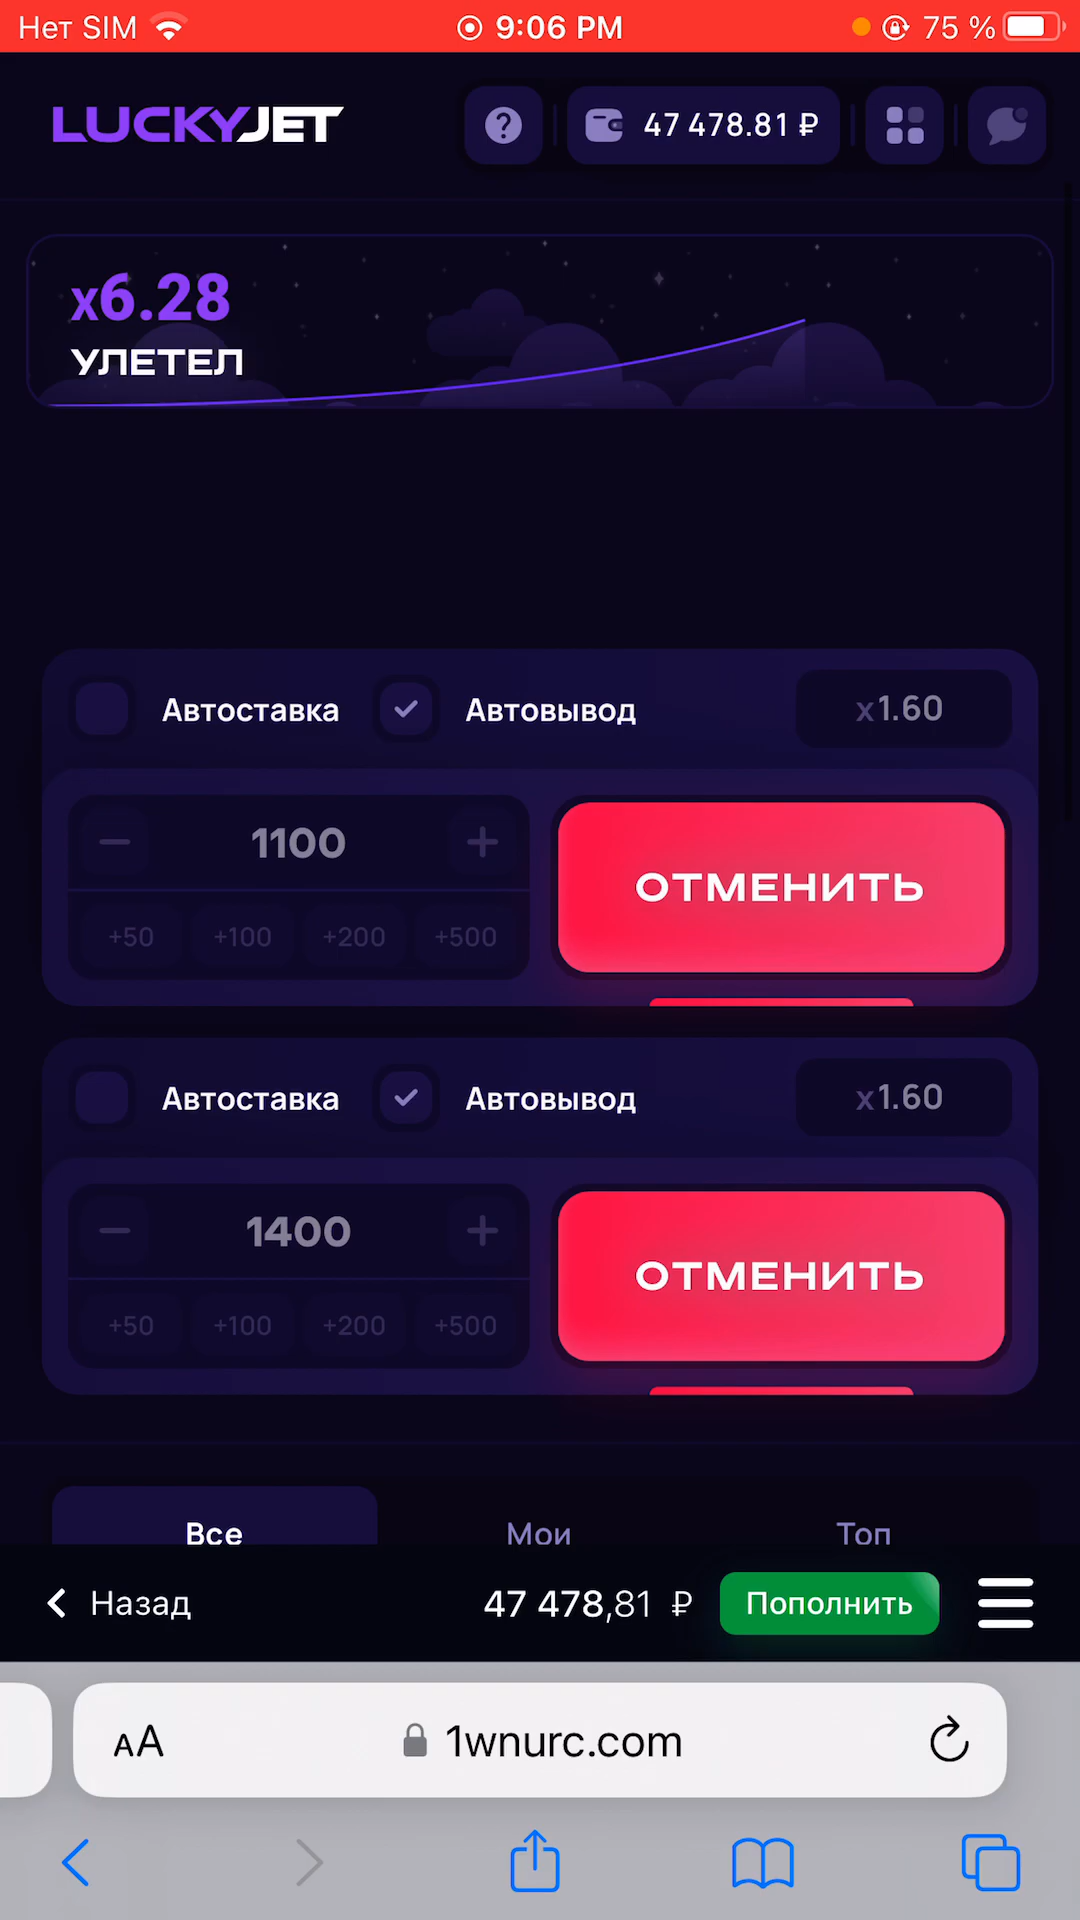 Нет SIM 9:06 PM 75 %
LUCKYJET ? 47 478.81 ₽
x6.28
УЛЕТЕЛ
Автоставка Автовывод x1.60
1100
ОТМЕНИТЬ
+50 +100 +200 +500
Автоставка Автовывод x1.60
1400
ОТМЕНИТЬ
+50 +100 +200 +500
Все Мои Топ
Назад 47 478,81 ₽ Пополнить
AA 1wnurc.com